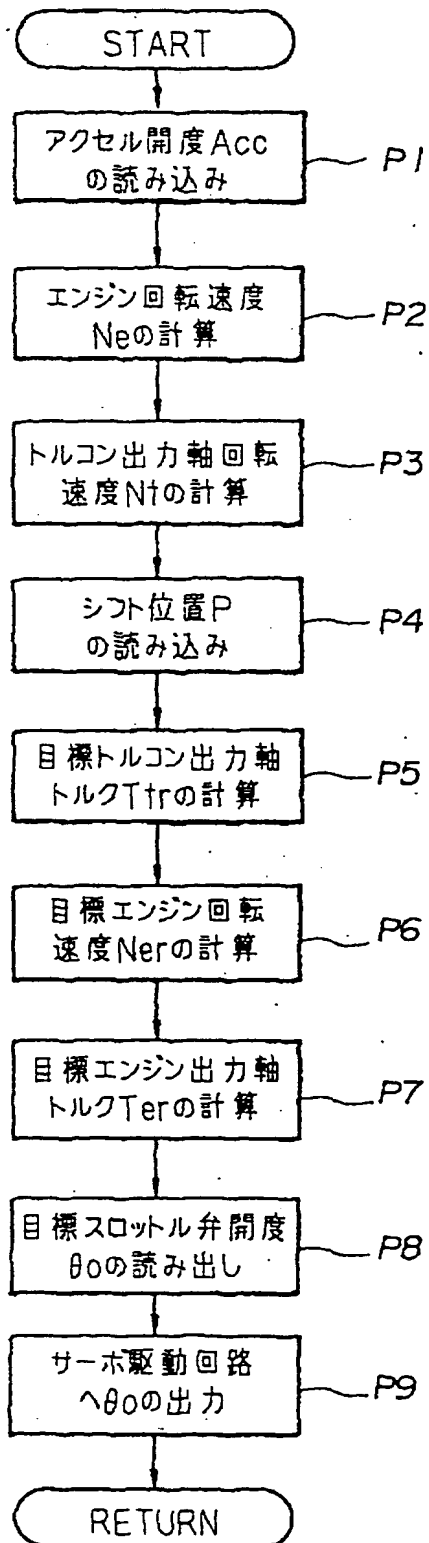 START
アクセル開度Acc
の読み込み
P1
エンジン回転速度
Neの計算
P2
トルコン出力軸回転
速度Ntの計算
P3
シフト位置P
の読み込み
P4
目標トルコン出力軸
トルクTtrの計算
P5
目標エンジン回転
速度Nerの計算
P6
目標エンジン出力軸
トルクTerの計算
P7
目標スロットル弁開度
θoの読み出し
P8
サーボ駆動回路
へθoの出力
P9
RETURN